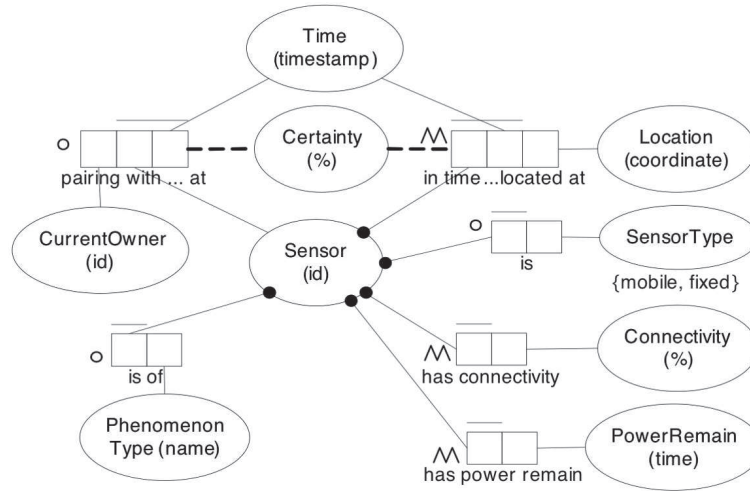 Time
(timestamp)
Certainty
(%)
Location
(coordinate)
pairing with ... at
in time ...located at
CurrentOwner
(id)
Sensor
(id)
SensorType
is
{mobile, fixed}
Connectivity
(%)
is of
has connectivity
Phenomenon
Type (name)
PowerRemain
(time)
has power remain